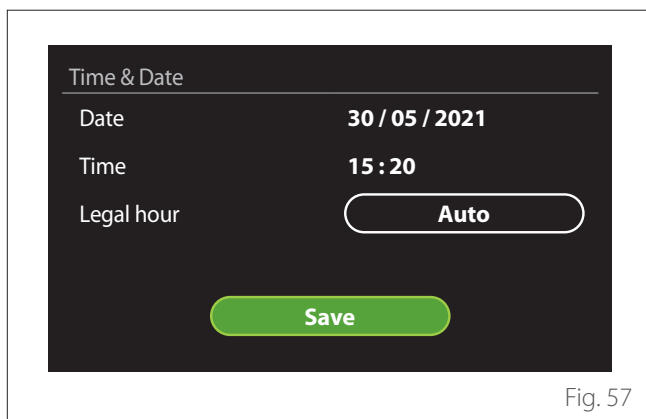 Time & Date
Date 30 / 05 / 2021
Time 15 : 20
Legal hour Auto
Save
Fig. 57